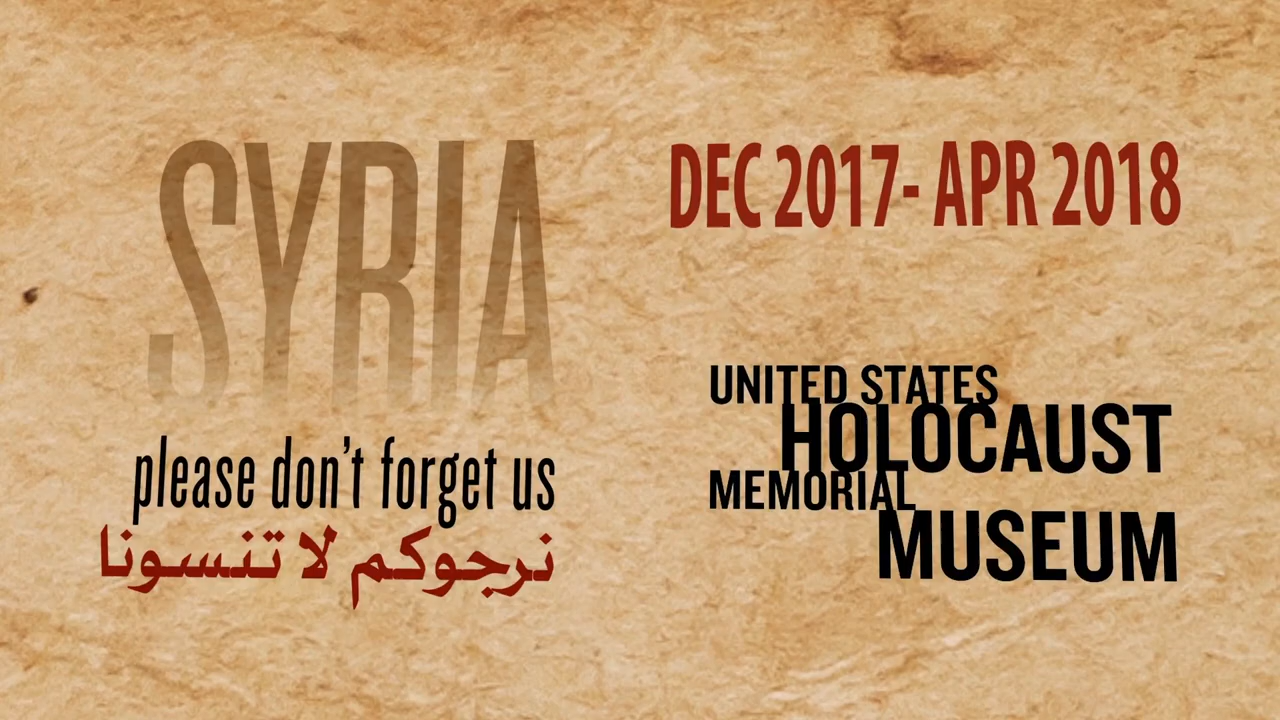 SYRIA
please don't forget us
نرجوكم لا تنسونا
DEC 2017- APR 2018
UNITED STATES
HOLOCAUST
MEMORIAL
MUSEUM